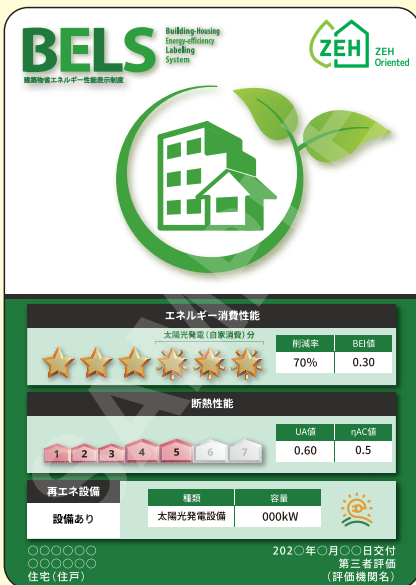 BELS
Building-Housing
Energy-efficiency
Labeling
System
建築物省エネルギー性能表示制度
ZEH
ZEH
Oriented
SAMPLE
エネルギー消費性能
太陽光発電(自家消費)分
削減率 BEI値
70% 0.30
断熱性能
1 2 3 4 5 6 7
UA値 ηAC値
0.60 0.5
再エネ設備
設備あり
種類 容量
太陽光発電設備 000kW
○○○○○○
○○○○○○
住宅(住戸)
202○年○月○○日交付
第三者評価
(評価機関名)